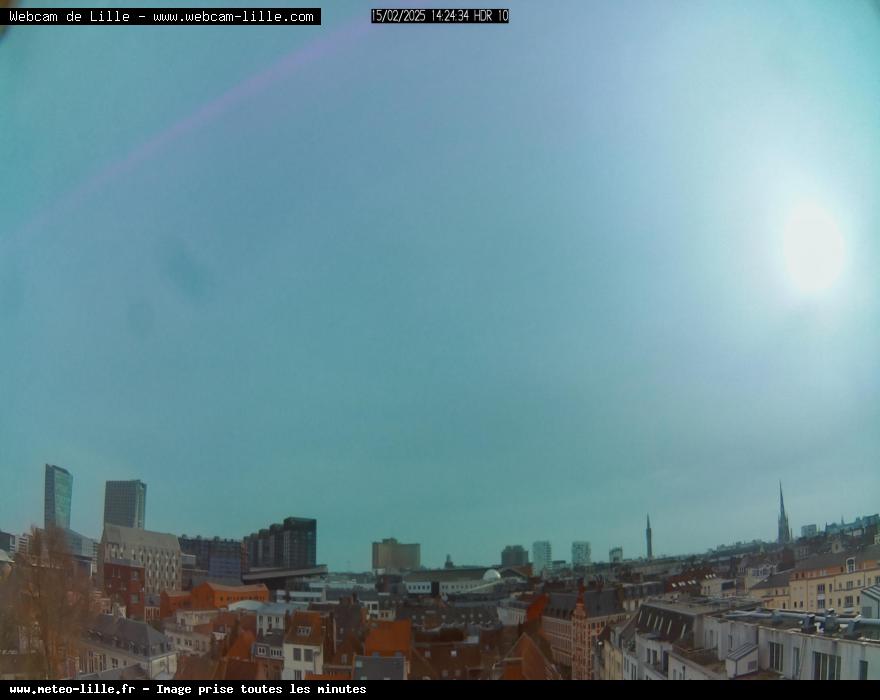 Webcam de Lille - www.webcam-lille.com
15/02/2025 14:24:34 HDR 10
www.meteo-lille.fr - Image prise toutes les minutes